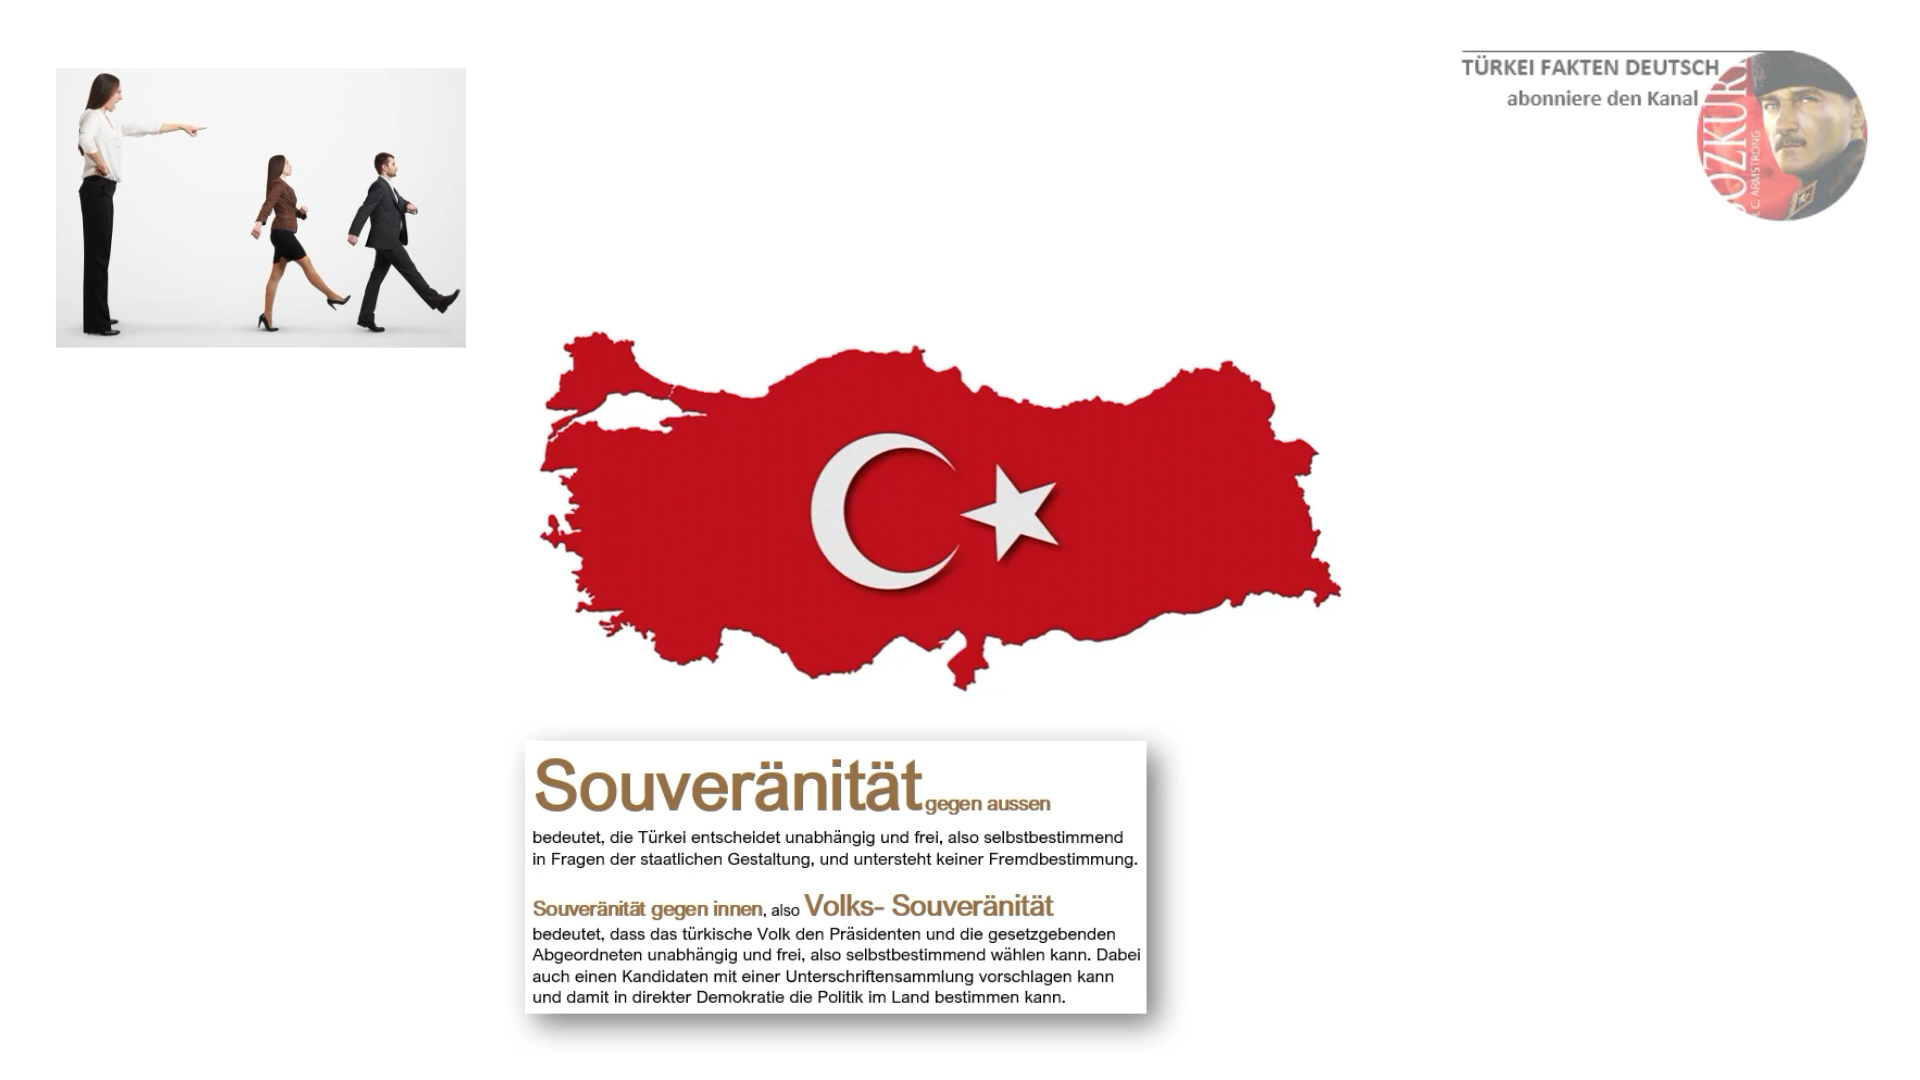 TÜRKEI FAKTEN DEUTSCH
abonniere den Kanal
BOZKUR
C. ARMSTRONG
Souveränität gegen aussen
bedeutet, die Türkei entscheidet unabhängig und frei, also selbstbestimmend
in Fragen der staatlichen Gestaltung, und untersteht keiner Fremdbestimmung.
Souveränität gegen innen, also Volks- Souveränität
bedeutet, dass das türkische Volk den Präsidenten und die gesetzgebenden
Abgeordneten unabhängig und frei, also selbstbestimmend wählen kann. Dabei
auch einen Kandidaten mit einer Unterschriftensammlung vorschlagen kann
und damit in direkter Demokratie die Politik im Land bestimmen kann.